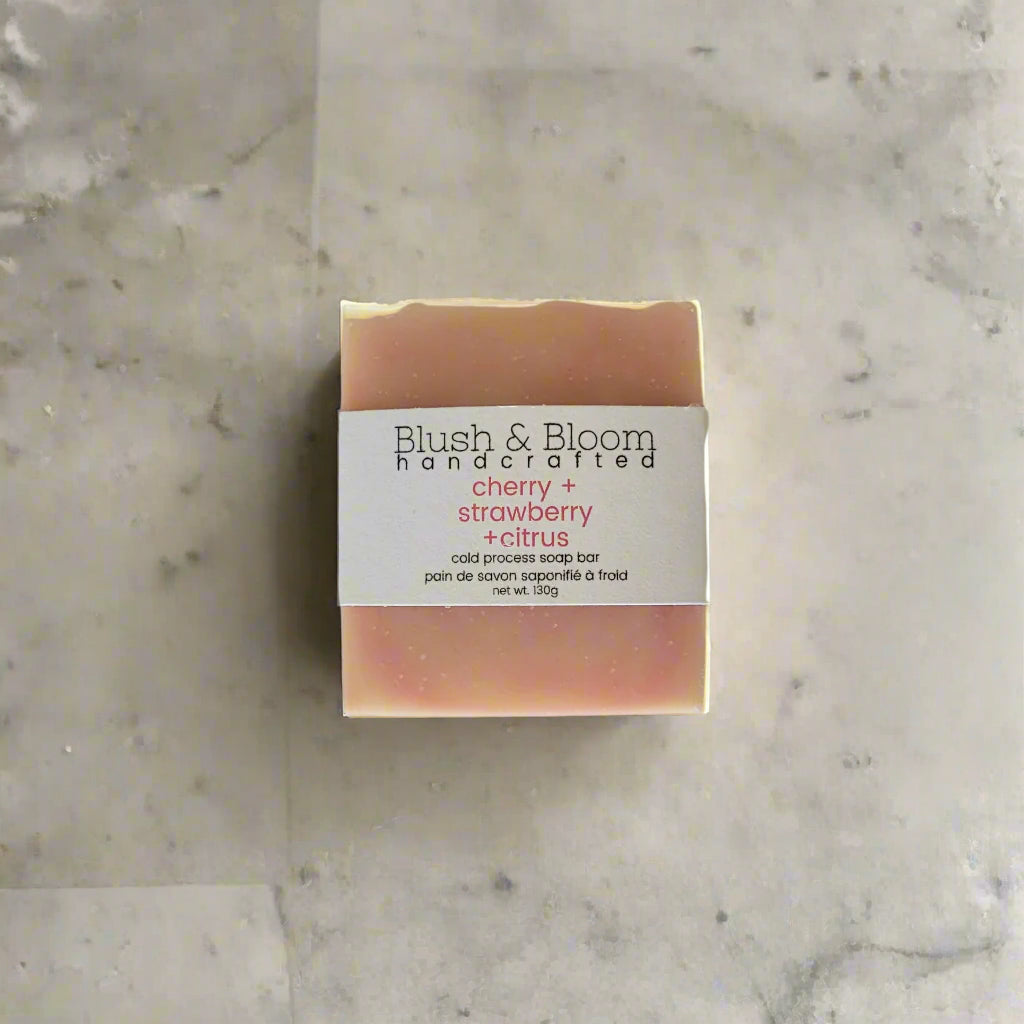 Blush & Bloom
handcrafted
cherry +
strawberry
+citrus
cold process soap bar
pain de savon saponifié à froid
net wt. 130g